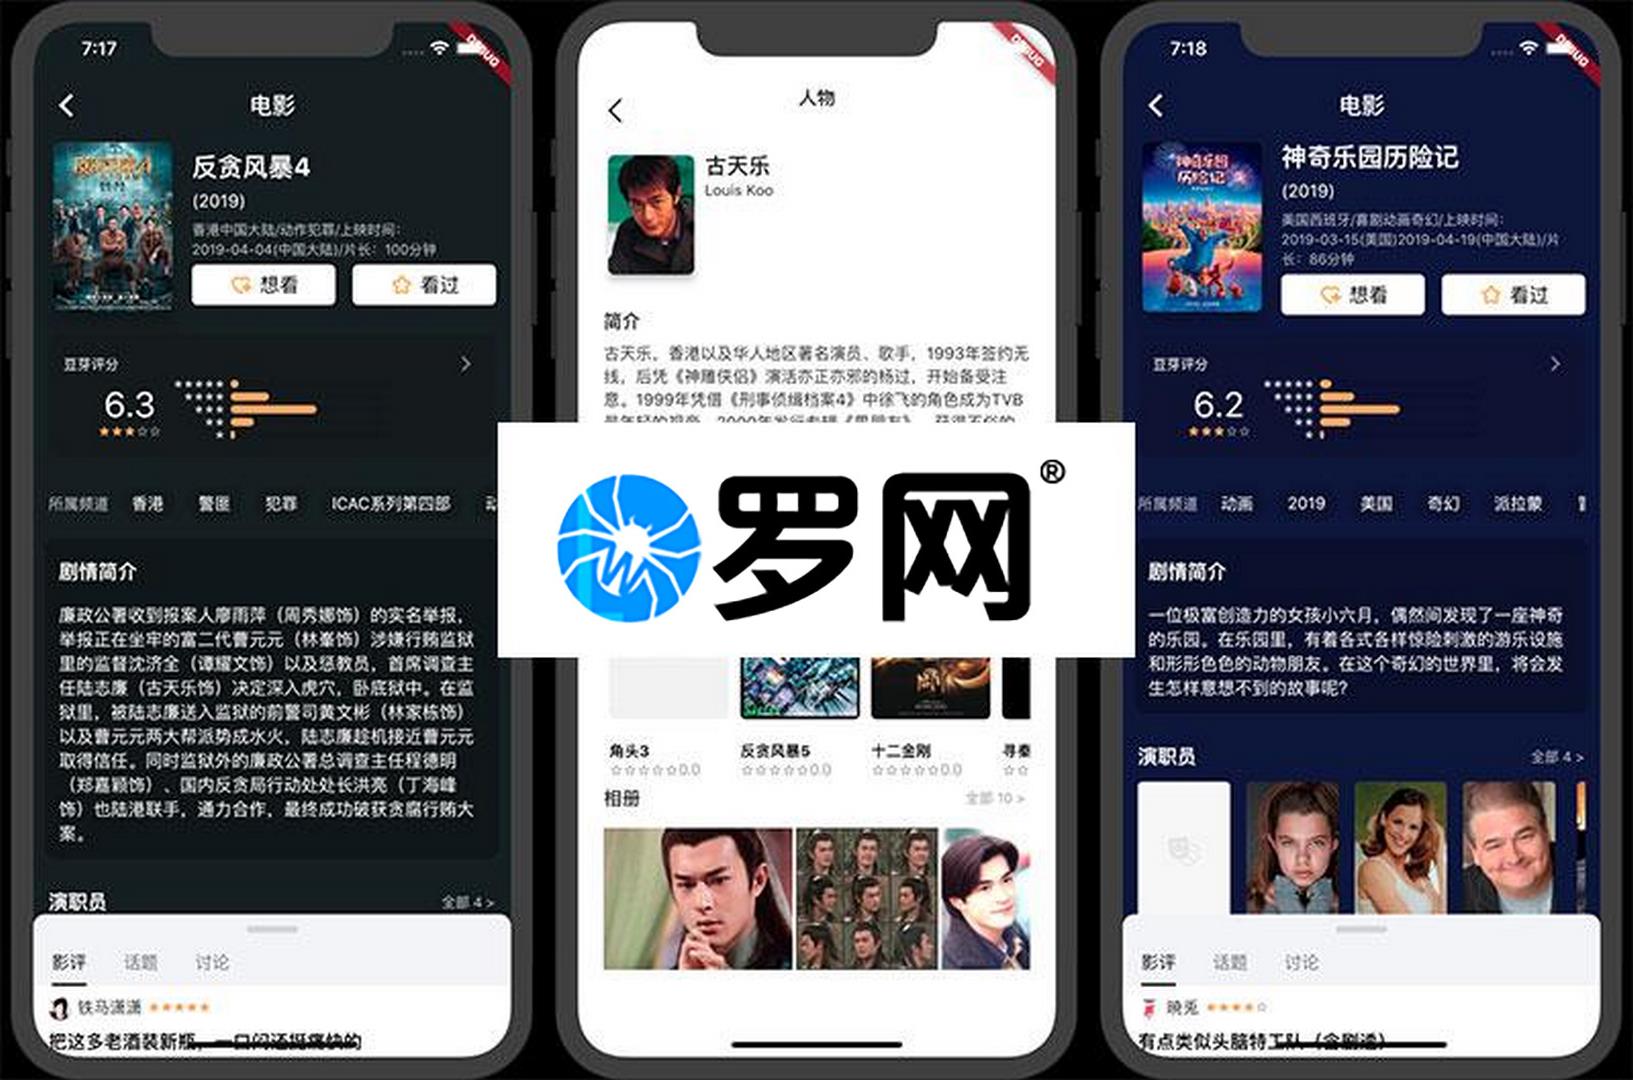 7:17
DEBUG
电影
反贪风暴4
(2019)
香港中国大陆/动作犯罪/上映时间:
2019-04-04(中国大陆)/片长: 100分钟
想看
看过
豆芽评分
6.3
所属频道
香港
警匪
犯罪
ICAC系列第四部
剧情简介
廉政公署收到报案人廖雨萍（周秀娜饰）的实名举报，
举报正在坐牢的富二代曹元元（林峯饰）涉嫌行贿监狱
里的监督沈济全（谭耀文饰）以及惩教员，首席调查主
任陆志廉（古天乐饰）决定深入虎穴，卧底狱中。在监
狱里，被陆志廉送入监狱的前警司黄文彬（林家栋饰）
以及曹元元两大帮派势成水火，陆志廉趁机接近曹元元
取得信任。同时监狱外的廉政公署总调查主任程德明
（郑嘉颖饰）、国内反贪局行动处处长洪亮（丁海峰
饰）也陆港联手，通力合作，最终成功破获贪腐行贿大
案。
演职员
全部 4 >
影评
话题
讨论
铁马潇潇
把这多老酒装新瓶，一口闷还挺痛快的
DEBUG
人物
古天乐
Louis Koo
简介
古天乐，香港以及华人地区著名演员、歌手，1993年签约无
线，后凭《神雕侠侣》演活亦正亦邪的杨过，开始备受注
意。1999年凭借《刑事侦缉档案4》中徐飞的角色成为TVB
罗网®
角头3
0.0
反贪风暴5
0.0
十二金刚
0.0
寻秦
相册
全部 10 >
7:18
DEBUG
电影
神奇乐园历险记
神奇乐园
历险记
(2019)
美国西班牙/喜剧动画奇幻/上映时间:
2019-03-15(美国)2019-04-19(中国大陆)/片
长: 86分钟
想看
看过
豆芽评分
6.2
所属频道
动画
2019
美国
奇幻
派拉蒙
剧情简介
一位极富创造力的女孩小六月，偶然间发现了一座神奇
的乐园。在乐园里，有着各式各样惊险刺激的游乐设施
和形形色色的动物朋友。在这个奇幻的世界里，将会发
生怎样意想不到的故事呢?
演职员
全部 4 >
影评
话题
讨论
晓兎
有点类似头脑特工队（含剧透）